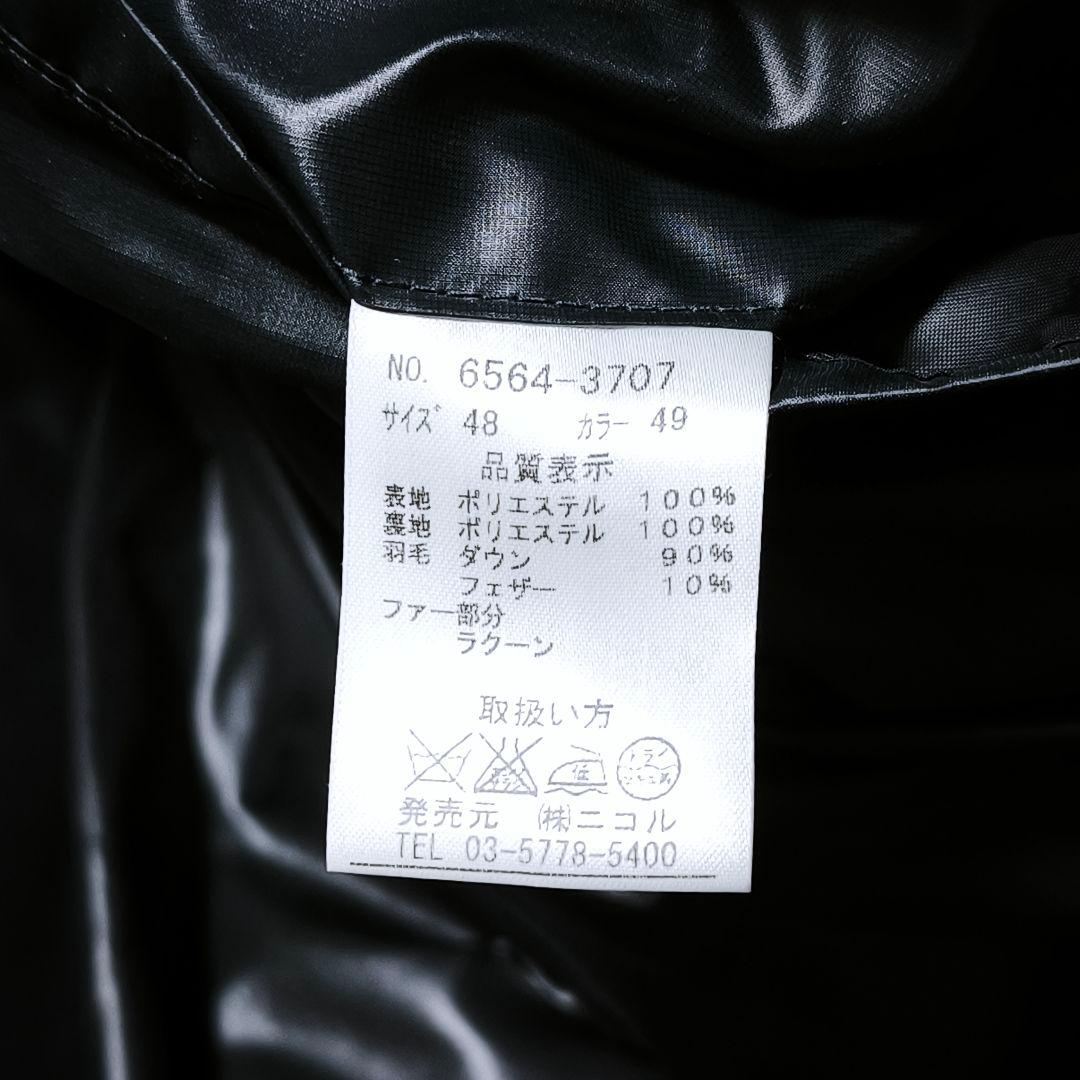 NO. 6564-3707
サイズ 48 カラー 49
品質表示
表地 ポリエステル 100%
裏地 ポリエステル 100%
羽毛 ダウン 90%
フェザー 10%
ファー部分
ラクーン
取扱い方
低
発売元 (株)ニコル
TEL 03-5778-5400